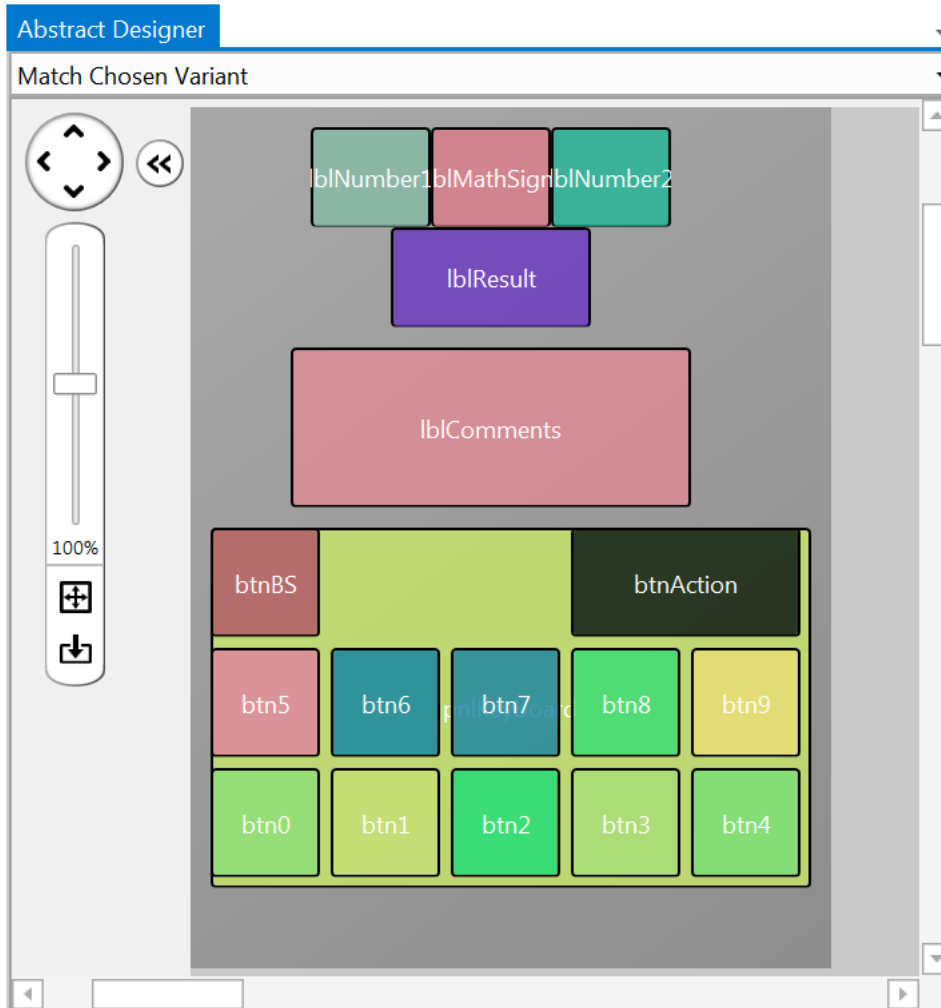 Abstract Designer
Match Chosen Variant
lblNumber1 lblMathSign lblNumber2
lblResult
lblComments
100%
btnBS btnAction
btn5 btn6 btn7 btn8 btn9
pnlKeyboard
btn0 btn1 btn2 btn3 btn4